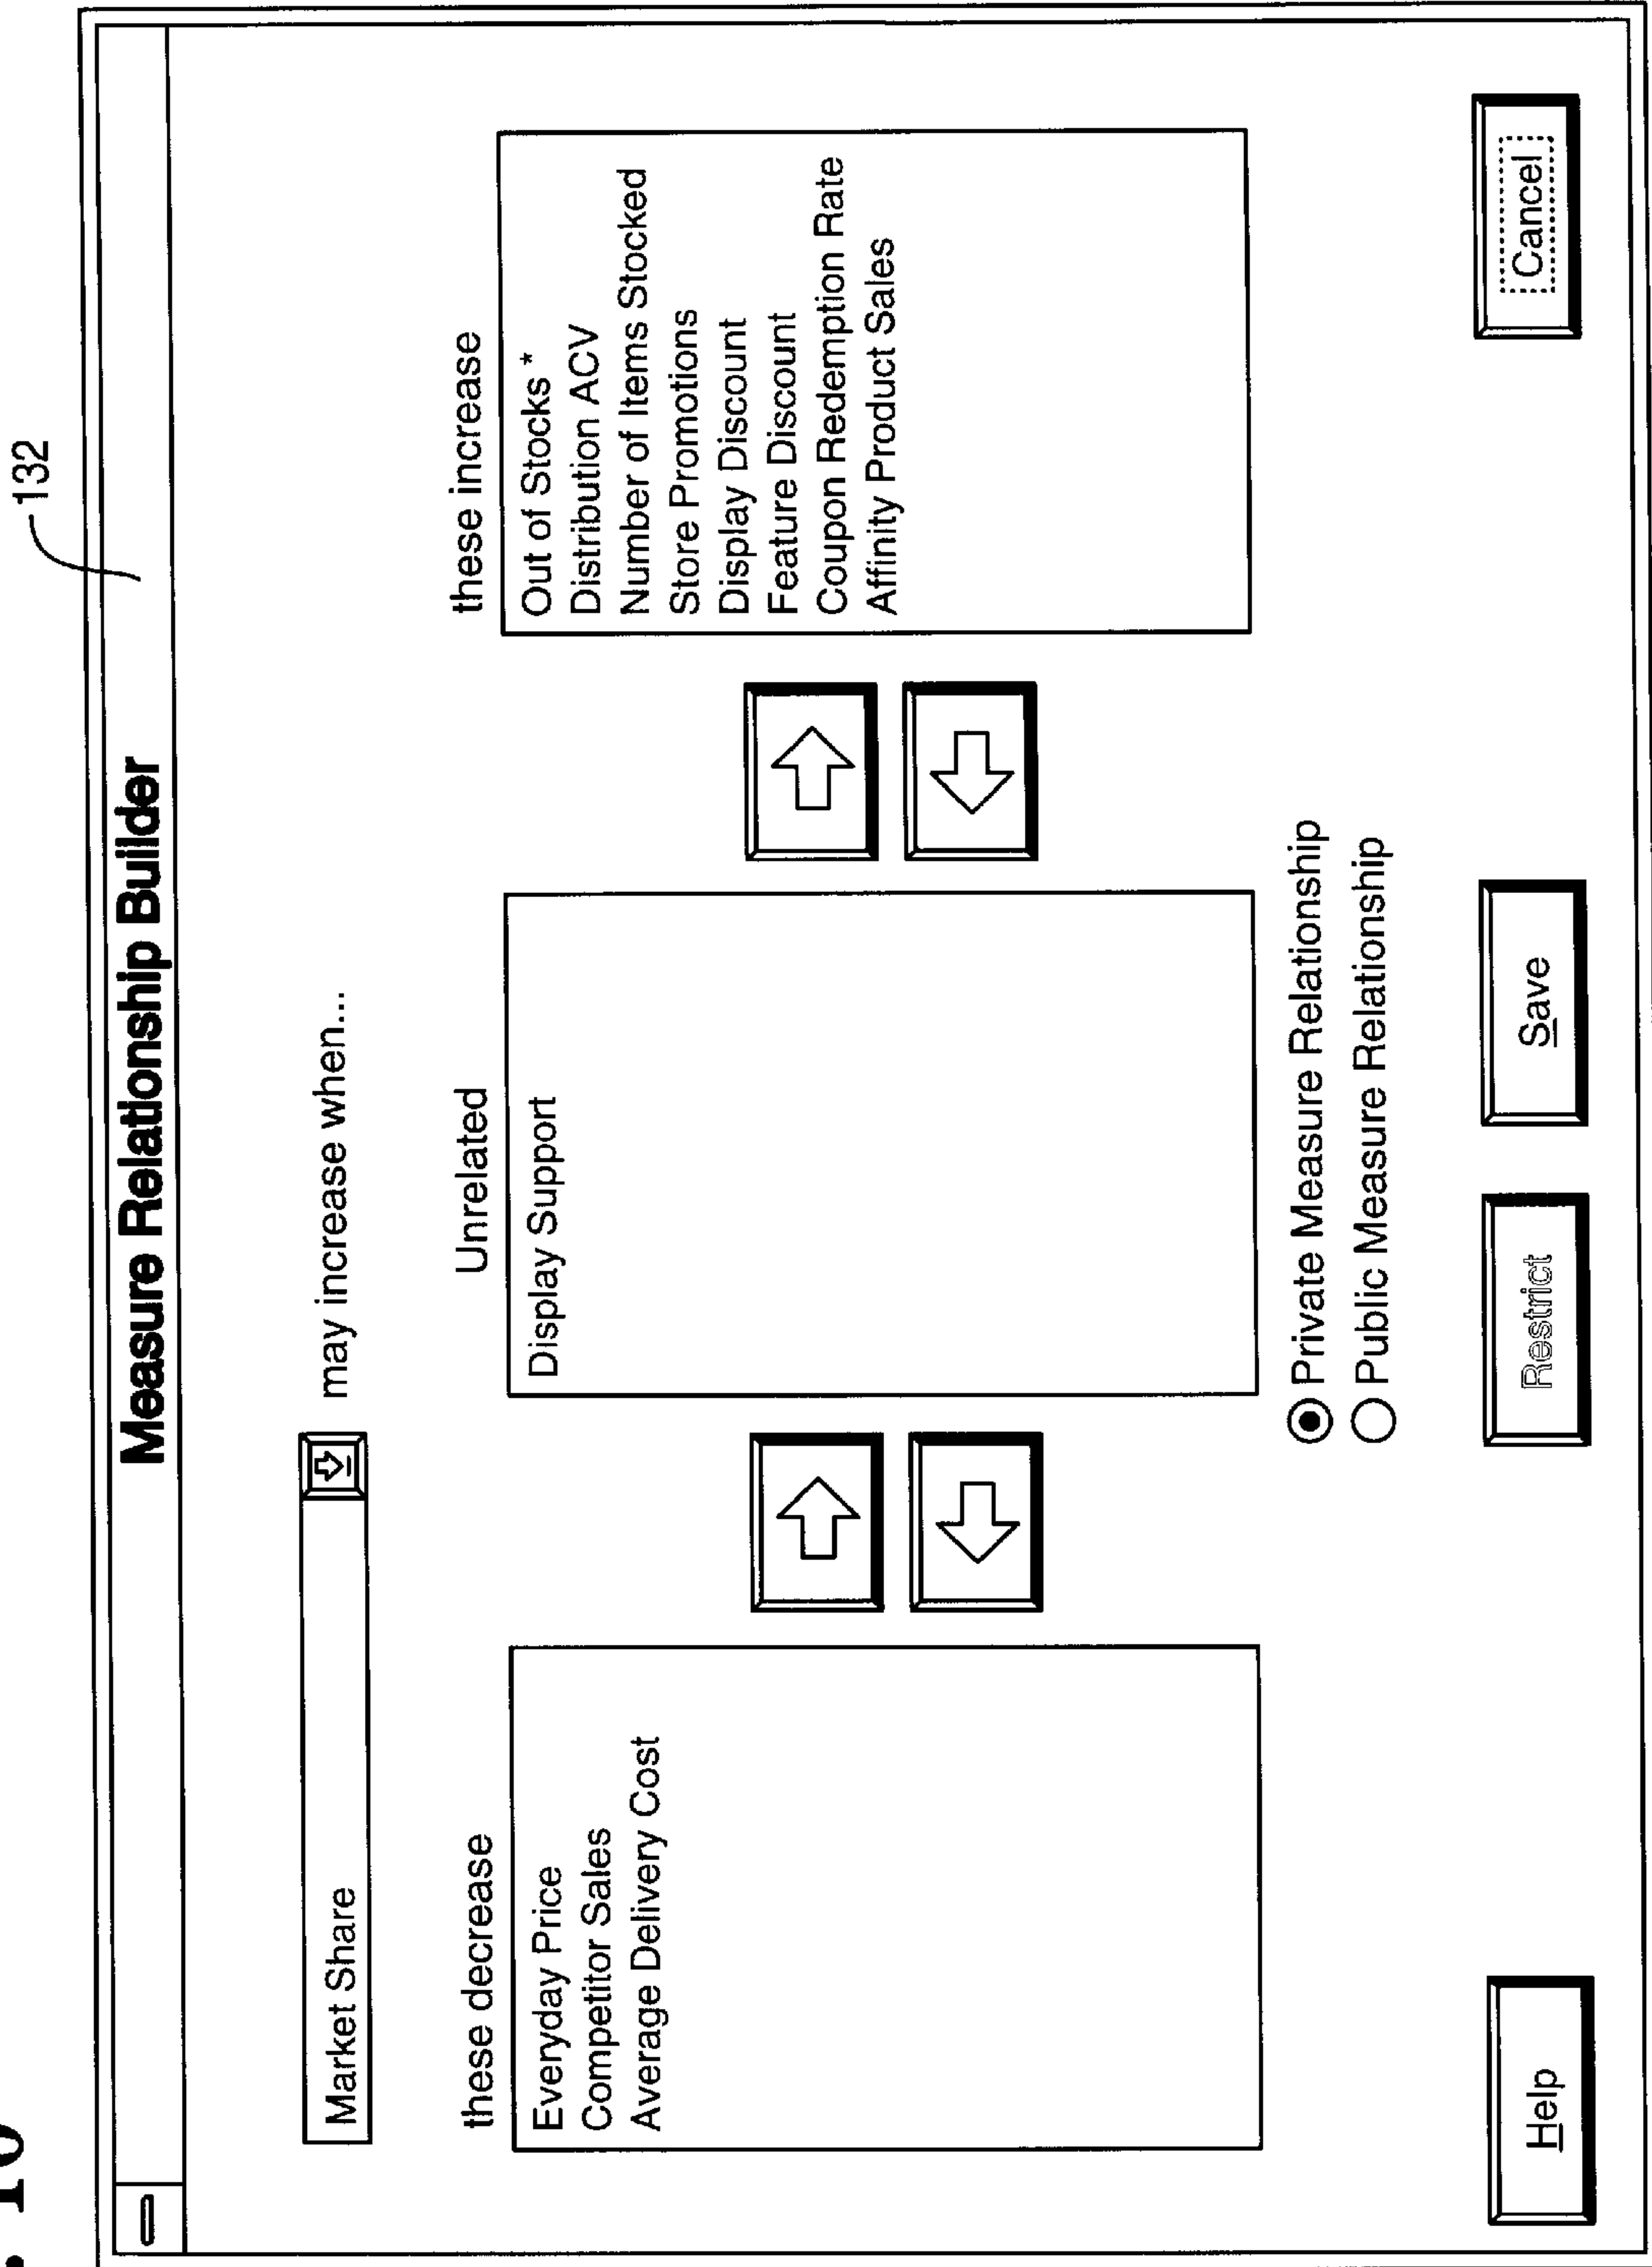 132
Measure Relationship Builder
Market Share
may increase when...
these decrease
Everyday Price
Competitor Sales
Average Delivery Cost
Unrelated
Display Support
these increase
Out of Stocks *
Distribution ACV
Number of Items Stocked
Store Promotions
Display Discount
Feature Discount
Coupon Redemption Rate
Affinity Product Sales
Private Measure Relationship
Public Measure Relationship
Help
Restrict
Save
Cancel